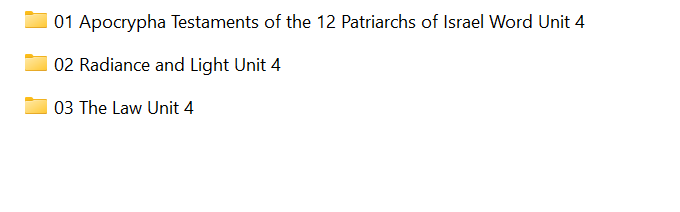 01 Apocrypha Testaments of the 12 Patriarchs of Israel Word Unit 4
02 Radiance and Light Unit 4
03 The Law Unit 4